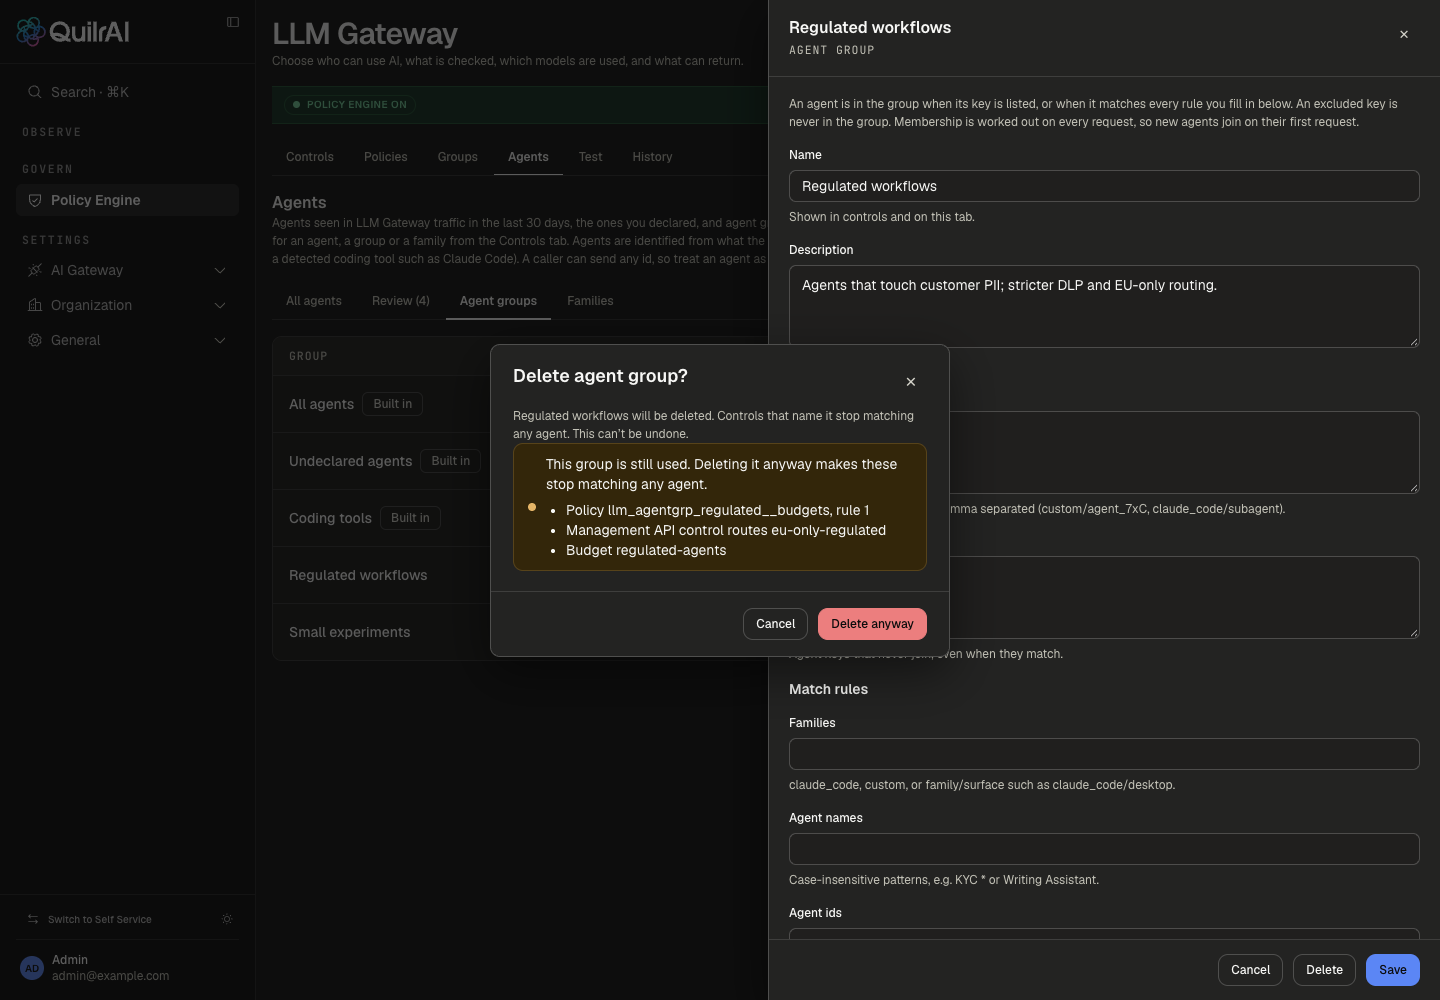 QuilrAI
Search · ⌘K
OBSERVE
GOVERN
Policy Engine
SETTINGS
AI Gateway
Organization
General
Switch to Self Service
AD
Admin
admin@example.com
LLM Gateway
Choose who can use AI, what is checked, which models are used, and what can return.
POLICY ENGINE ON
Controls
Policies
Groups
Agents
Test
History
Agents
Agents seen in LLM Gateway traffic in the last 30 days, the ones you declared, and agent g
for an agent, a group or a family from the Controls tab. Agents are identified from what the
a detected coding tool such as Claude Code). A caller can send any id, so treat an agent as
All agents
Review (4)
Agent groups
Families
GROUP
All agents
Built in
Undeclared agents
Built in
Coding tools
Built in
Regulated workflows
Small experiments
Delete agent group?
Regulated workflows will be deleted. Controls that name it stop matching
any agent. This can't be undone.
This group is still used. Deleting it anyway makes these
stop matching any agent.
• Policy llm_agentgrp_regulated__budgets, rule 1
• Management API control routes eu-only-regulated
• Budget regulated-agents
Cancel
Delete anyway
Regulated workflows
AGENT GROUP
An agent is in the group when its key is listed, or when it matches every rule you fill in below. An excluded key is
never in the group. Membership is worked out on every request, so new agents join on their first request.
Name
Regulated workflows
Shown in controls and on this tab.
Description
Agents that touch customer PII; stricter DLP and EU-only routing.
mma separated (custom/agent_7xC, claude_code/subagent).
even when they match.
Match rules
Families
claude_code, custom, or family/surface such as claude_code/desktop.
Agent names
Case-insensitive patterns, e.g. KYC * or Writing Assistant.
Agent ids
Cancel
Delete
Save